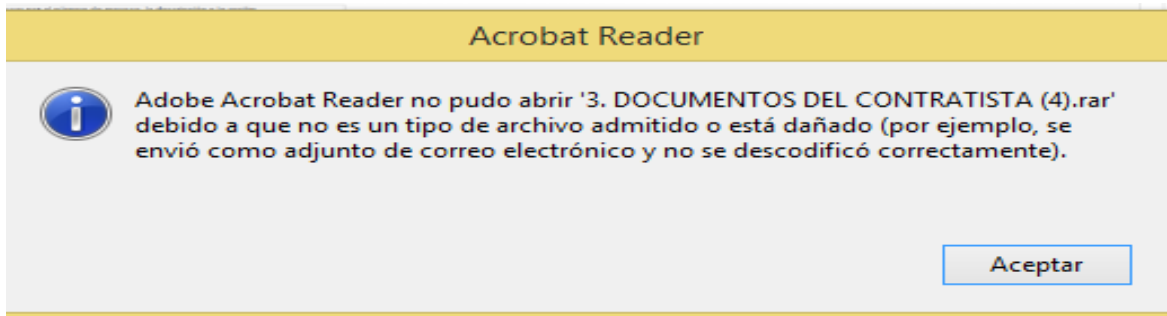 Acrobat Reader
Adobe Acrobat Reader no pudo abrir '3. DOCUMENTOS DEL CONTRATISTA (4).rar'
debido a que no es un tipo de archivo admitido o está dañado (por ejemplo, se
envió como adjunto de correo electrónico y no se descodificó correctamente).
Aceptar